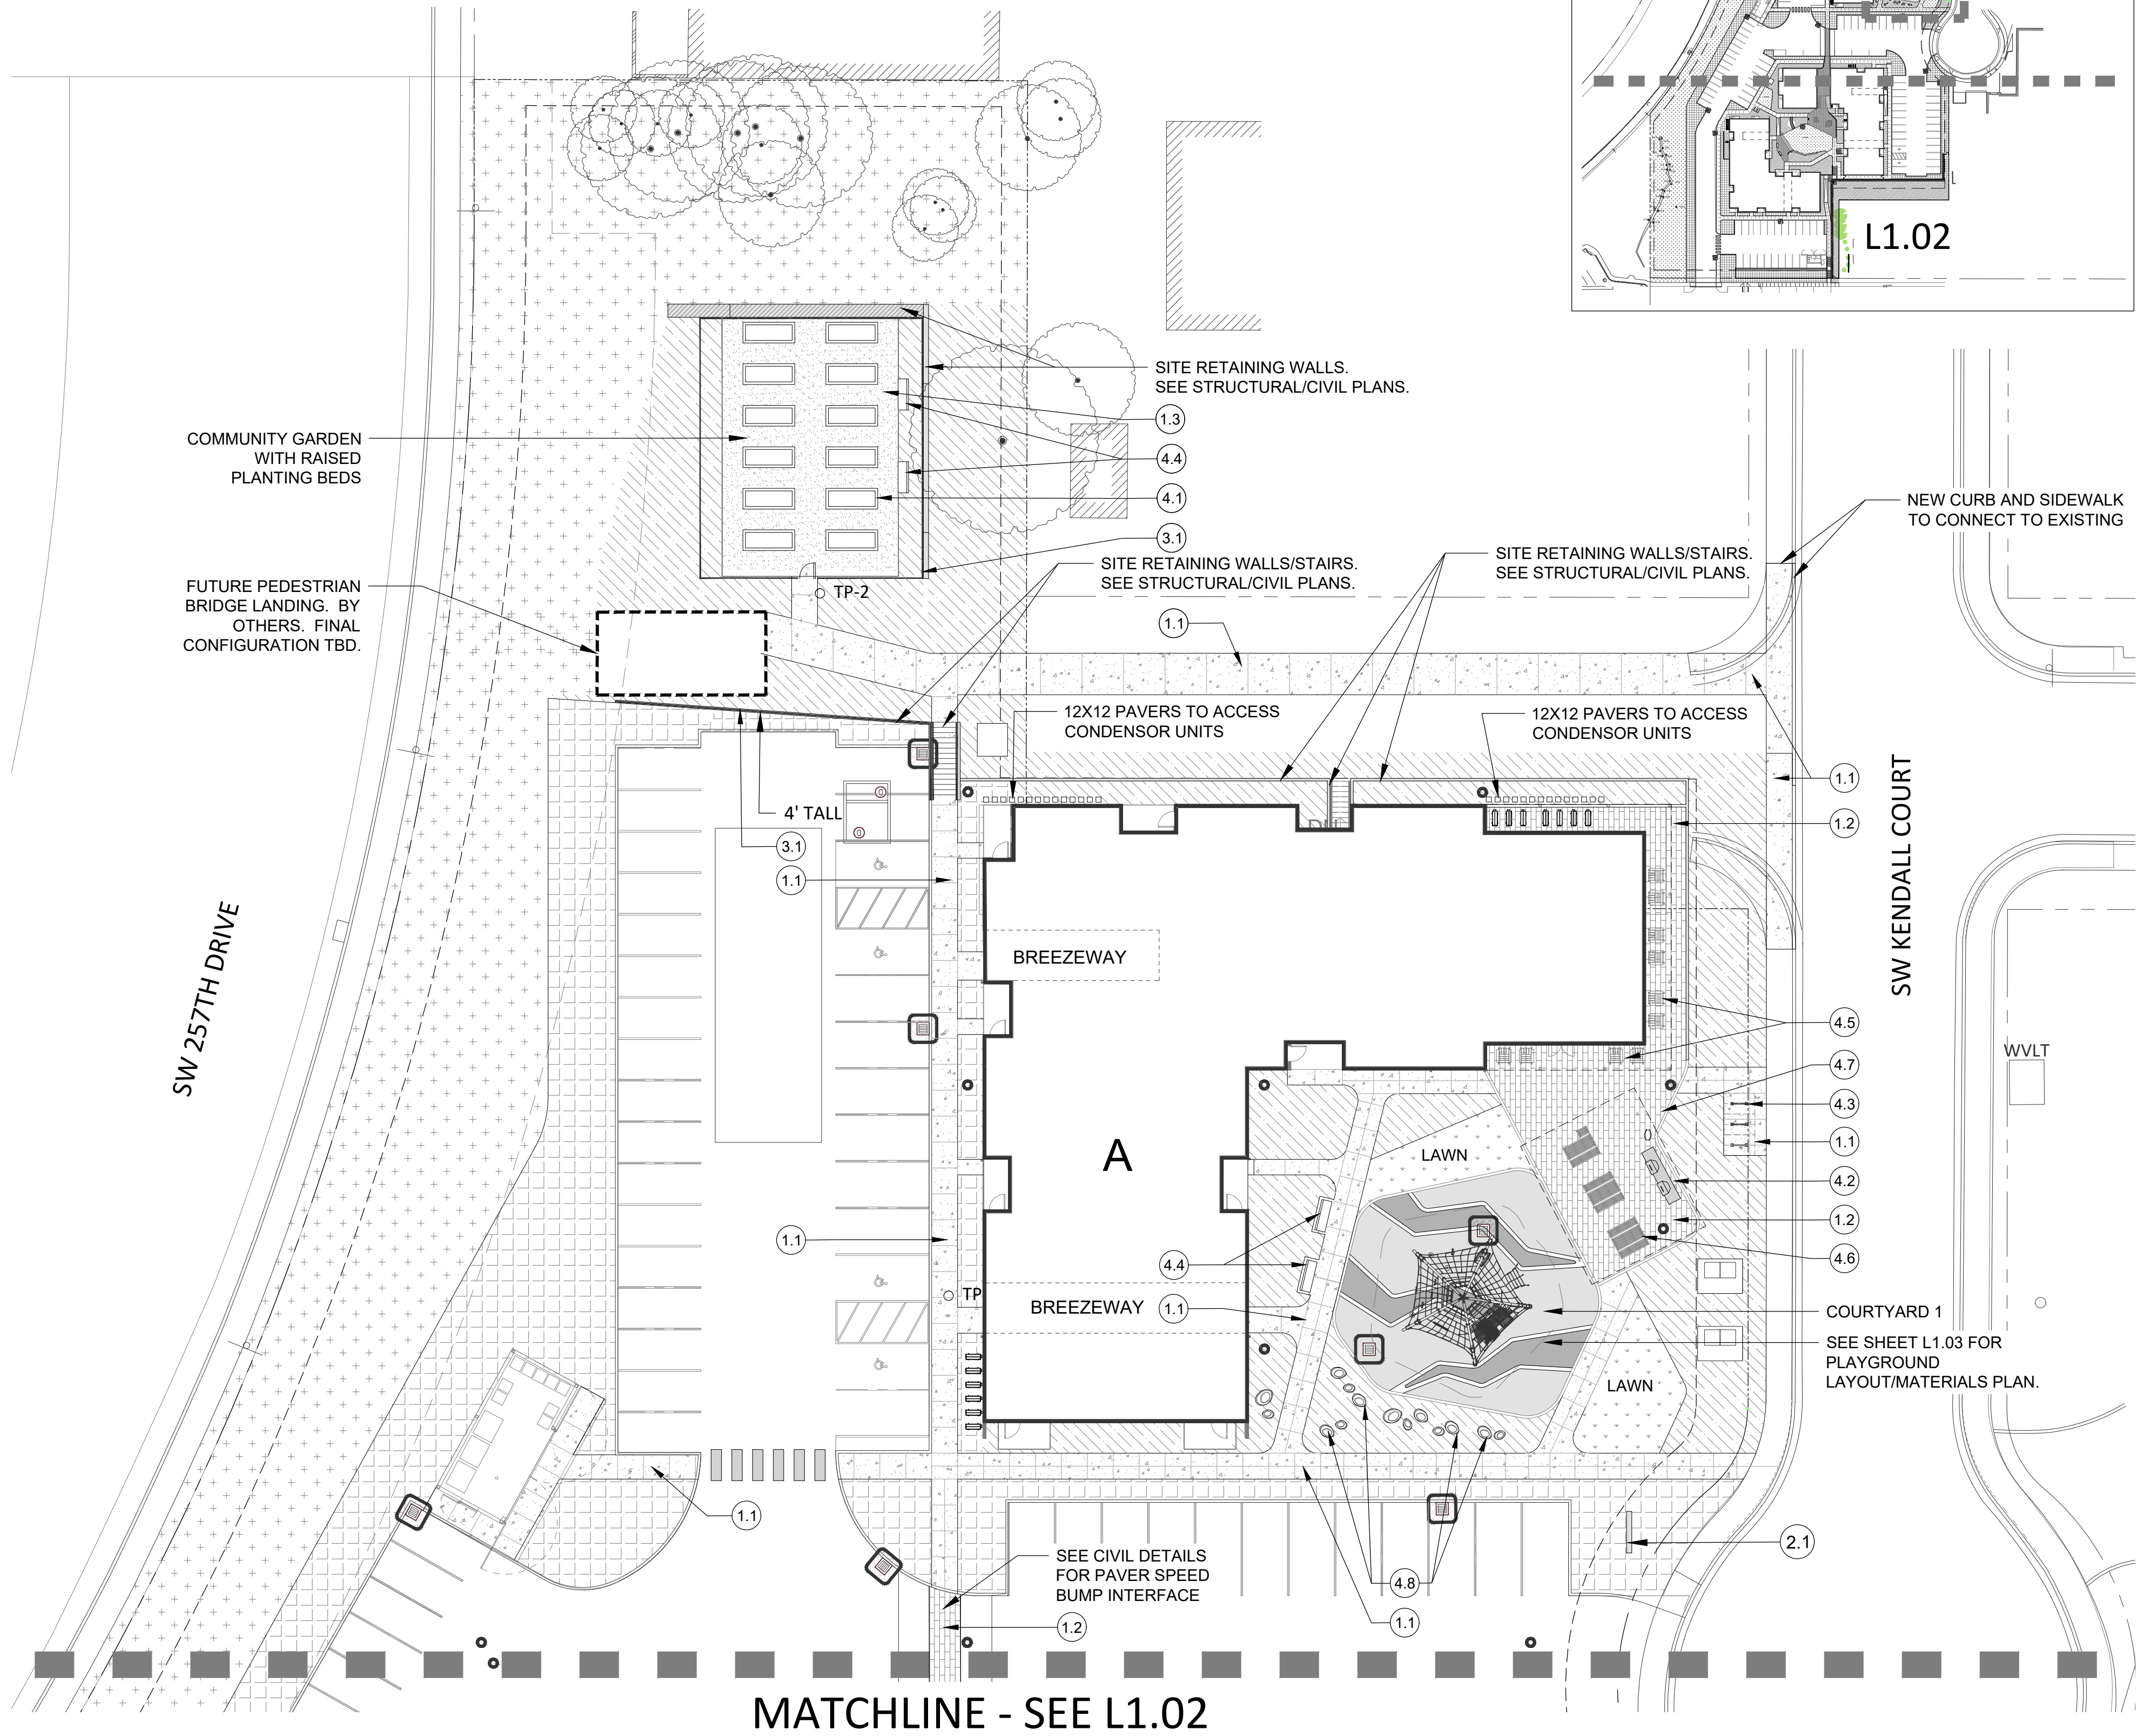 L1.02
SITE RETAINING WALLS.
SEE STRUCTURAL/CIVIL PLANS.
1.3
COMMUNITY GARDEN
WITH RAISED
PLANTING BEDS
4.4
4.1
3.1
NEW CURB AND SIDEWALK
TO CONNECT TO EXISTING
SITE RETAINING WALLS/STAIRS.
SEE STRUCTURAL/CIVIL PLANS.
SITE RETAINING WALLS/STAIRS.
SEE STRUCTURAL/CIVIL PLANS.
FUTURE PEDESTRIAN
BRIDGE LANDING. BY
OTHERS. FINAL
CONFIGURATION TBD.
TP-2
1.1
12X12 PAVERS TO ACCESS
CONDENSOR UNITS
12X12 PAVERS TO ACCESS
CONDENSOR UNITS
1.1
4' TALL
1.2
3.1
1.1
SW KENDALL COURT
SW 257TH DRIVE
BREEZEWAY
4.5
WVLT
4.7
4.3
1.1
A
LAWN
4.2
1.2
1.1
4.6
4.4
TP
BREEZEWAY
1.1
COURTYARD 1
SEE SHEET L1.03 FOR
PLAYGROUND
LAYOUT/MATERIALS PLAN.
LAWN
1.1
2.1
SEE CIVIL DETAILS
FOR PAVER SPEED
BUMP INTERFACE
4.8
1.1
1.2
MATCHLINE - SEE L1.02